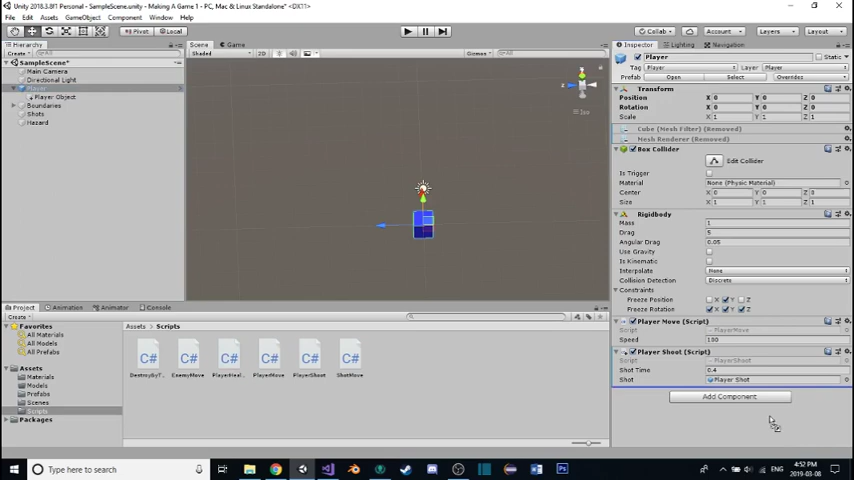 Unity 2018.3.8f1 Personal - SampleScene.unity - Making A Game 1 - PC, Mac & Linux Standalone* <DX11>
File Edit Assets GameObject Component Window Help
Pivot Local Collab Account Layers Layout
Hierarchy Scene Game Inspector Lighting Navigation
Create Shaded 2D Gizmos Player Static
SampleScene*
Main Camera
Directional Light
Player
Player Object
Boundaries
Shots
Hazard
Iso
Tag Player Layer Player
Prefab Open Select Overrides
Transform
Position X 0 Y 0 Z 0
Rotation X 0 Y 0 Z 0
Scale X 1 Y 1 Z 1
Cube (Mesh Filter) (Removed)
Mesh Renderer (Removed)
Box Collider
Edit Collider
Is Trigger
Material None (Physic Material)
Center X 0 Y 0 Z 0
Size X 1 Y 1 Z 1
Rigidbody
Mass 1
Drag 5
Angular Drag 0.05
Use Gravity
Is Kinematic
Interpolate None
Collision Detection Discrete
Constraints
Freeze Position X Y Z
Freeze Rotation X Y Z
Player Move (Script)
Script PlayerMove
Speed 100
Player Shoot (Script)
Script PlayerShoot
Shot Time 0.4
Shot Player Shot
Add Component
Project Animation Animator Console
Create
Favorites
All Materials
All Models
All Prefabs
Assets
Materials
Models
Prefabs
Scenes
Scripts
Packages
Assets Scripts
C# C# C# C# C# C#
DestroyByT... EnemyMove PlayerHeal... PlayerMove PlayerShoot ShotMove
Type here to search
ENG 4:52 PM
2019-03-08